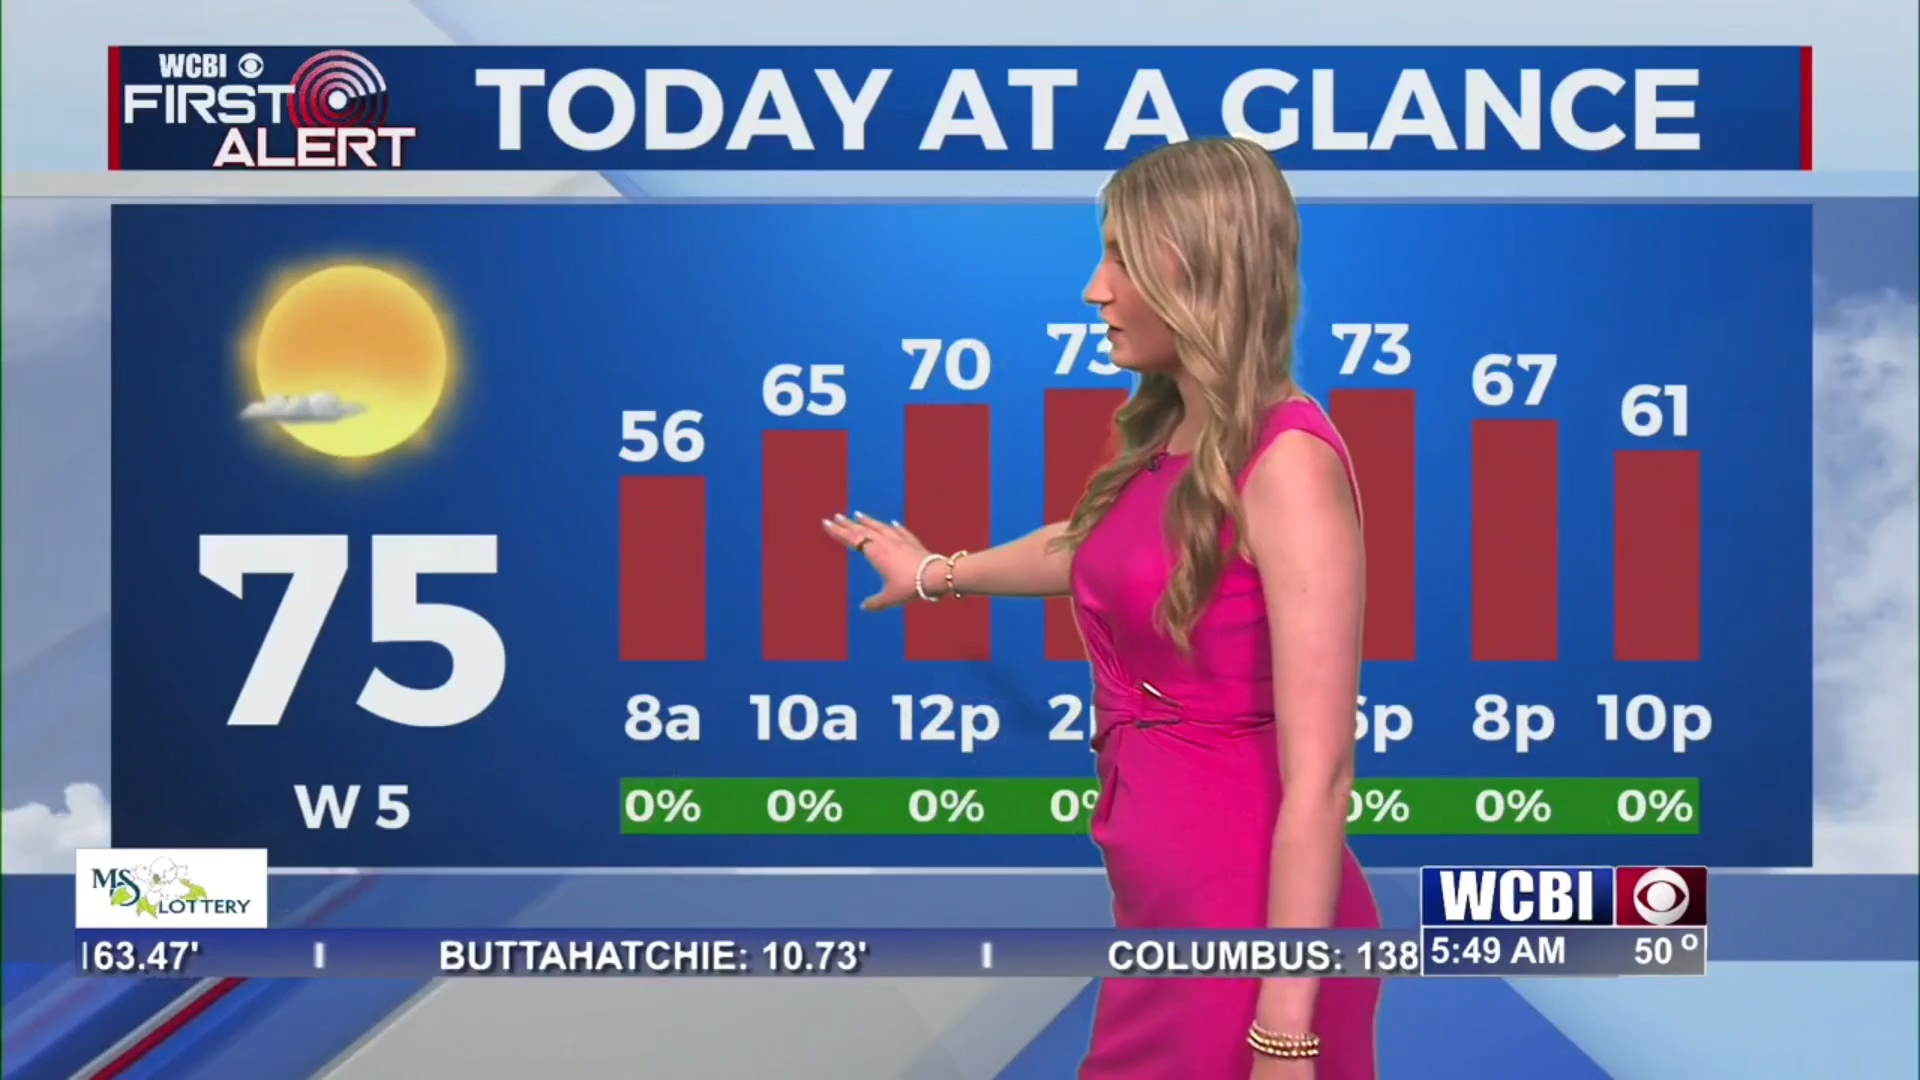 WCBI
FIRST
ALERT
TODAY AT A GLANCE
56 65 70 73 73 67 61
75
8a 10a 12p 8p 10p
W 5
0% 0% 0% 0% 0%
MS
LOTTERY
WCBI
163.47' | BUTTAHATCHIE: 10.73' | COLUMBUS: 138
5:49 AM 50°